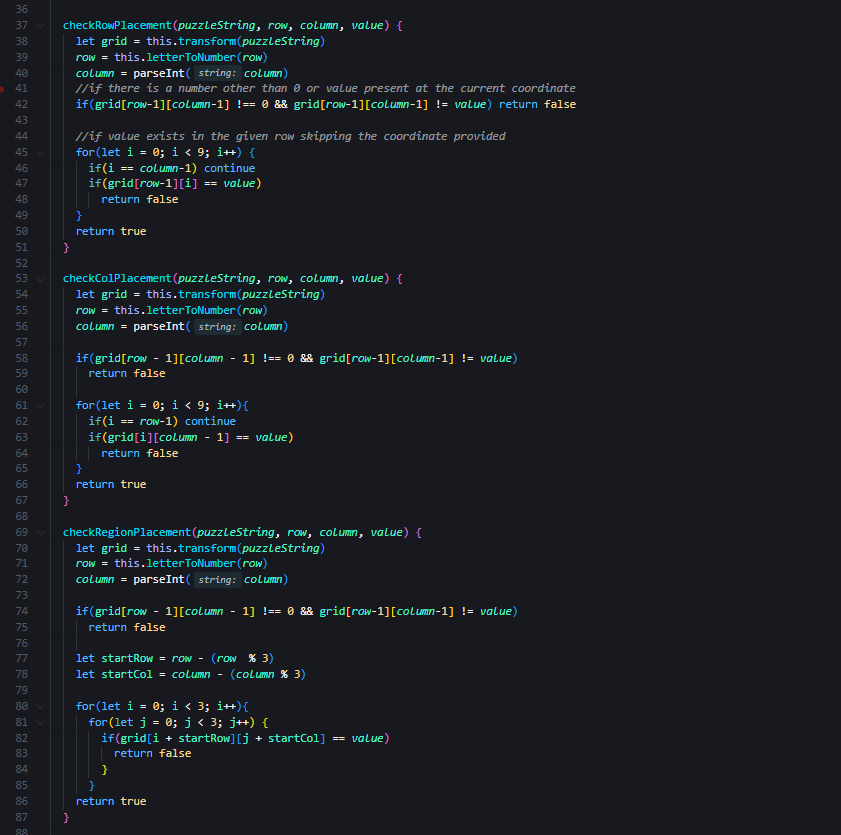 36
37 checkRowPlacement(puzzleString, row, column, value) {
38 let grid = this.transform(puzzleString)
39 row = this.letterToNumber(row)
40 column = parseInt( string: column)
41 //if there is a number other than 0 or value present at the current coordinate
42 if(grid[row-1][column-1] !== 0 && grid[row-1][column-1] != value) return false
43
44 //if value exists in the given row skipping the coordinate provided
45 for(let i = 0; i < 9; i++) {
46 if(i == column-1) continue
47 if(grid[row-1][i] == value)
48 return false
49 }
50 return true
51 }
52
53 checkColPlacement(puzzleString, row, column, value) {
54 let grid = this.transform(puzzleString)
55 row = this.letterToNumber(row)
56 column = parseInt( string: column)
57
58 if(grid[row - 1][column - 1] !== 0 && grid[row-1][column-1] != value)
59 return false
60
61 for(let i = 0; i < 9; i++){
62 if(i == row-1) continue
63 if(grid[i][column - 1] == value)
64 return false
65 }
66 return true
67 }
68
69 checkRegionPlacement(puzzleString, row, column, value) {
70 let grid = this.transform(puzzleString)
71 row = this.letterToNumber(row)
72 column = parseInt( string: column)
73
74 if(grid[row - 1][column - 1] !== 0 && grid[row-1][column-1] != value)
75 return false
76
77 let startRow = row - (row  % 3)
78 let startCol = column - (column % 3)
79
80 for(let i = 0; i < 3; i++){
81 for(let j = 0; j < 3; j++) {
82 if(grid[i + startRow][j + startCol] == value)
83 return false
84 }
85 }
86 return true
87 }
88